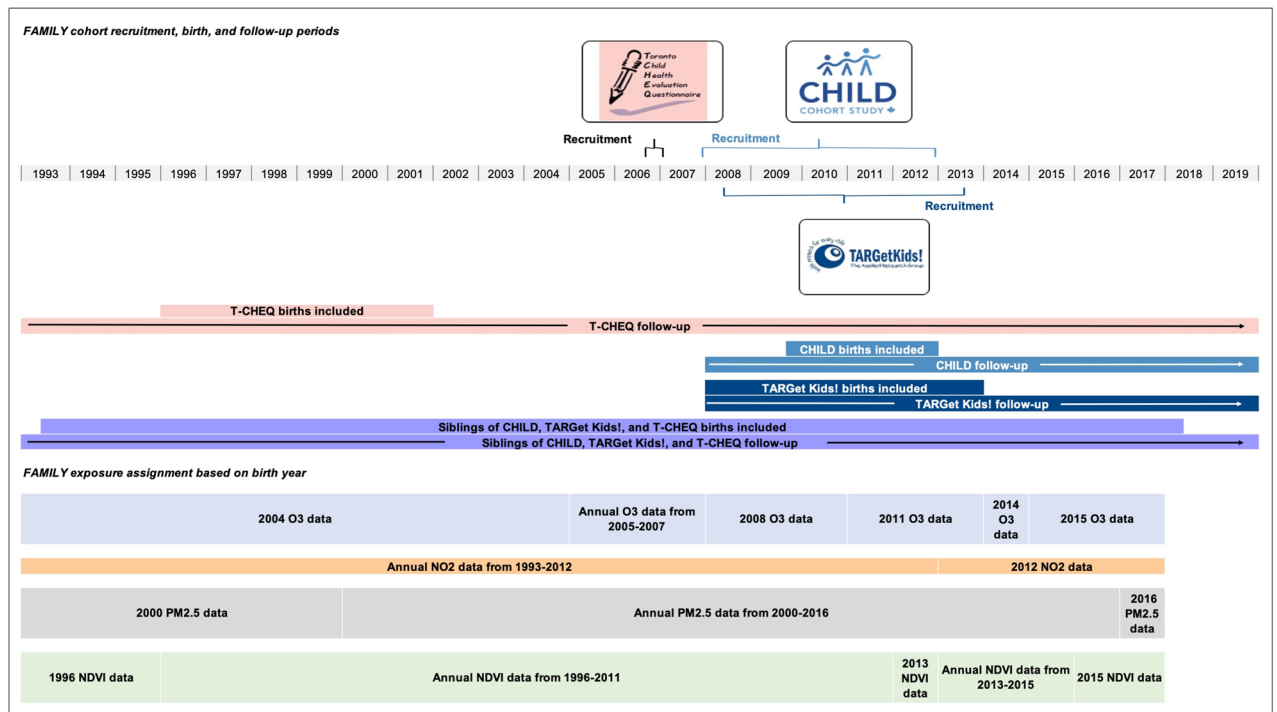 FAMILY cohort recruitment, birth, and follow-up periods
Toronto
Child
Health
Evaluation
Questionnaire
CHILD
COHORT STUDY
Recruitment
Recruitment
1993 1994 1995 1996 1997 1998 1999 2000 2001 2002 2003 2004 2005 2006 2007 2008 2009 2010 2011 2012 2013 2014 2015 2016 2017 2018 2019
Recruitment
TARGetKids!
The Applied Research Group
T-CHEQ births included
T-CHEQ follow-up
CHILD births included
CHILD follow-up
TARGet Kids! births included
TARGet Kids! follow-up
Siblings of CHILD, TARGet Kids!, and T-CHEQ births included
Siblings of CHILD, TARGet Kids!, and T-CHEQ follow-up
FAMILY exposure assignment based on birth year
2004 O3 data
Annual O3 data from
2005-2007
2008 O3 data
2011 O3 data
2014
O3
data
2015 O3 data
Annual NO2 data from 1993-2012
2012 NO2 data
2000 PM2.5 data
Annual PM2.5 data from 2000-2016
2016
PM2.5
data
1996 NDVI data
Annual NDVI data from 1996-2011
2013
NDVI
data
Annual NDVI data from
2013-2015
2015 NDVI data